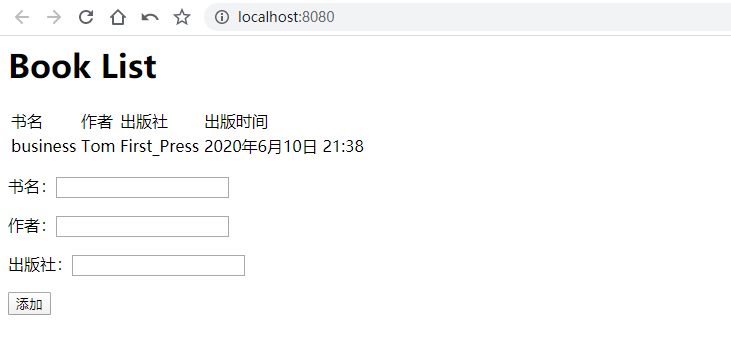 localhost:8080
Book List
书名 作者 出版社 出版时间
business Tom First_Press 2020年6月10日 21:38
书名：
作者：
出版社：
添加